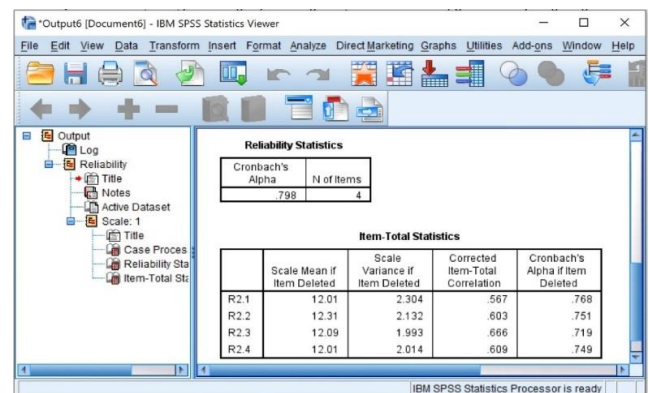 *Output6 [Document6] - IBM SPSS Statistics Viewer
File Edit View Data Transform Insert Format Analyze Direct Marketing Graphs Utilities Add-ons Window Help
Output
Log
Reliability
Title
Notes
Active Dataset
Scale: 1
Title
Case Proces
Reliability Sta
Item-Total Sta
Reliability Statistics
Cronbach's Alpha N of Items
.798 4
Item-Total Statistics
Scale Mean if Item Deleted Scale Variance if Item Deleted Corrected Item-Total Correlation Cronbach's Alpha if Item Deleted
R2.1 12.01 2.304 .567 .768
R2.2 12.31 2.132 .603 .751
R2.3 12.09 1.993 .666 .719
R2.4 12.01 2.014 .609 .749
IBM SPSS Statistics Processor is ready